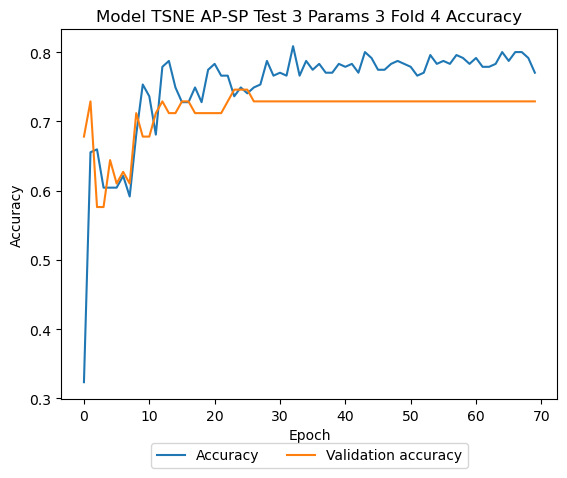 Model TSNE AP-SP Test 3 Params 3 Fold 4 Accuracy
0.8
0.7
0.6
0.5
0.4
0.3
Accuracy
0 10 20 30 40 50 60 70
Epoch
Accuracy Validation accuracy